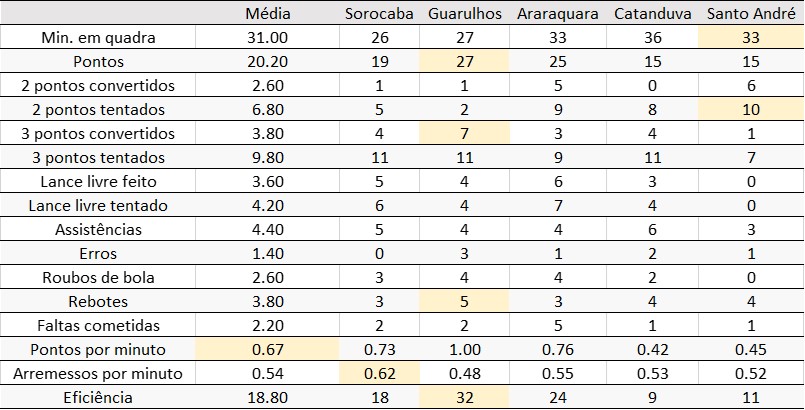 Média Sorocaba Guarulhos Araraquara Catanduva Santo André
Min. em quadra 31.00 26 27 33 36 33
Pontos 20.20 19 27 25 15 15
2 pontos convertidos 2.60 1 1 5 0 6
2 pontos tentados 6.80 5 2 9 8 10
3 pontos convertidos 3.80 4 7 3 4 1
3 pontos tentados 9.80 11 11 9 11 7
Lance livre feito 3.60 5 4 6 3 0
Lance livre tentado 4.20 6 4 7 4 0
Assistências 4.40 5 4 4 6 3
Erros 1.40 0 3 1 2 1
Roubos de bola 2.60 3 4 4 2 0
Rebotes 3.80 3 5 3 4 4
Faltas cometidas 2.20 2 2 5 1 1
Pontos por minuto 0.67 0.73 1.00 0.76 0.42 0.45
Arremessos por minuto 0.54 0.62 0.48 0.55 0.53 0.52
Eficiência 18.80 18 32 24 9 11